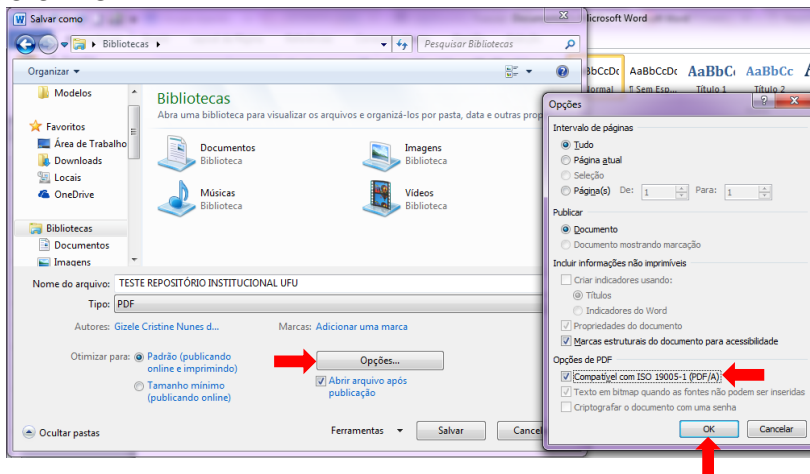 Salvar como
Microsoft Word
Bibliotecas
Pesquisar Bibliotecas
Organizar
AaBbCcDc AaBbCc AaBbCc
Normal ¶ Sem Esp... Título 1 Título 2
Modelos
Favoritos
Área de Trabalho
Downloads
Locais
OneDrive
Bibliotecas
Documentos
Imagens
Bibliotecas
Abra uma biblioteca para visualizar os arquivos e organizá-los por pasta, data e outras prop
Documentos
Biblioteca
Imagens
Biblioteca
Músicas
Biblioteca
Vídeos
Biblioteca
Nome do arquivo: TESTE REPOSITÓRIO INSTITUCIONAL UFU
Tipo: PDF
Autores: Gizele Cristine Nunes d...
Marcas: Adicionar uma marca
Otimizar para: Padrão (publicando
online e imprimindo)
Tamanho mínimo
(publicando online)
Opções...
Abrir arquivo após
publicação
Ocultar pastas
Ferramentas
Salvar
Cancel
Opções
Intervalo de páginas
Tudo
Página atual
Seleção
Página(s) De: 1 Para: 1
Publicar
Documento
Documento mostrando marcação
Incluir informações não imprimíveis
Criar indicadores usando:
Títulos
Indicadores do Word
Propriedades do documento
Marcas estruturais do documento para acessibilidade
Opções de PDF
Compatível com ISO 19005-1 (PDF/A)
Texto em bitmap quando as fontes não podem ser inseridas
Criptografar o documento com uma senha
OK
Cancelar